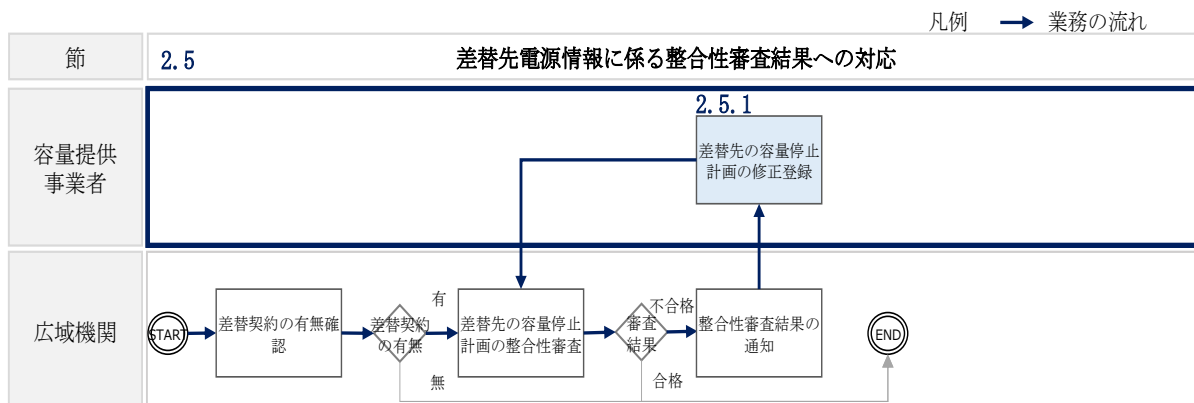 凡例 業務の流れ
節
2.5
差替先電源情報に係る整合性審査結果への対応
容量提供
事業者
2.5.1
差替先の容量停止
計画の修正登録
広域機関
START
差替契約の有無確
認
差替契約
の有無
有
無
差替先の容量停止
計画の整合性審査
審査
結果
不合格
合格
整合性審査結果の
通知
END